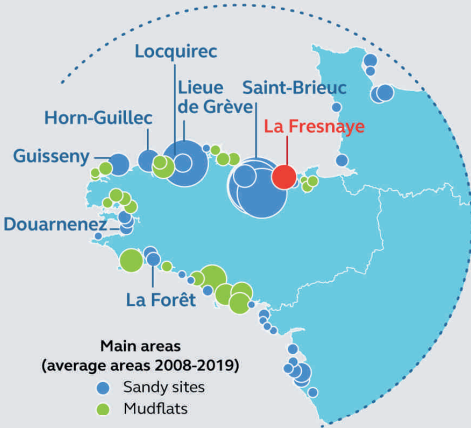 Locquirec
Lieue
de Grève
Saint-Brieuc
Horn-Guillec
La Fresnaye
Guisseny
Douarnenez
La Forêt
Main areas
(average areas 2008-2019)
Sandy sites
Mudflats